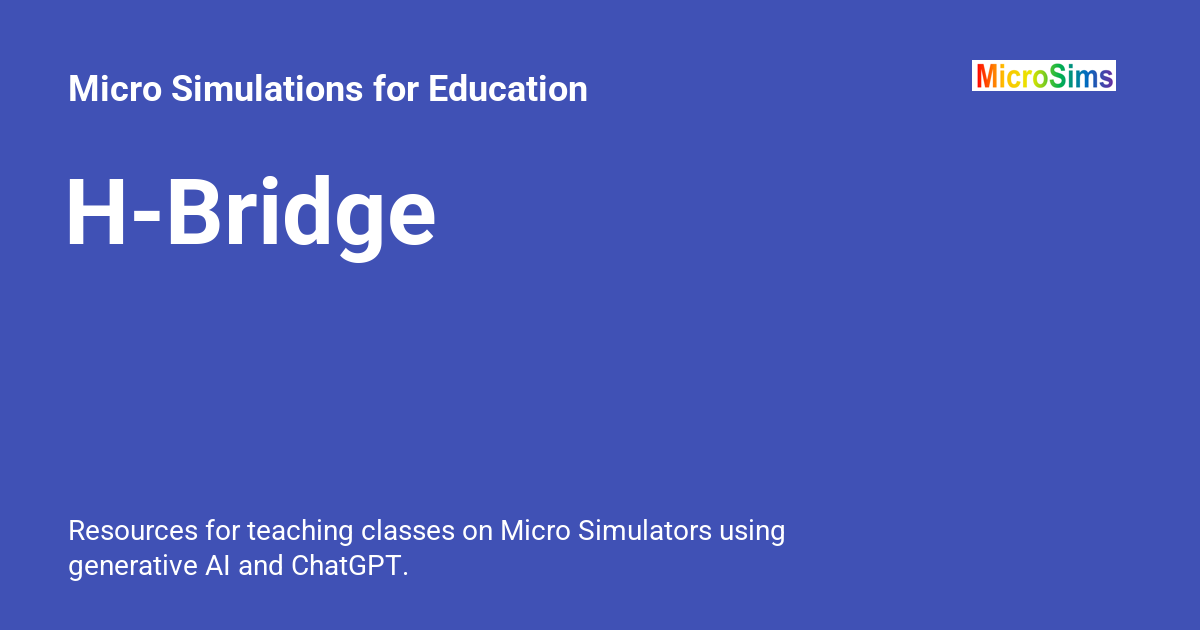 Micro Simulations for Education
MicroSims
H-Bridge
Resources for teaching classes on Micro Simulators using
generative AI and ChatGPT.